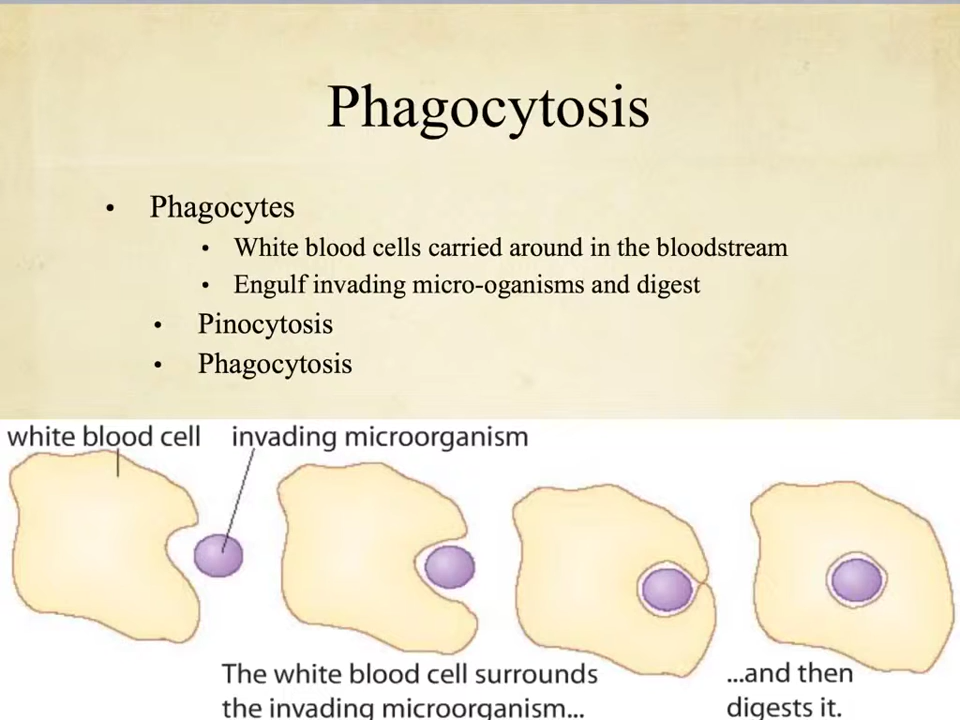 Phagocytosis
• Phagocytes
• White blood cells carried around in the bloodstream
• Engulf invading micro-oganisms and digest
• Pinocytosis
• Phagocytosis
white blood cell invading microorganism
The white blood cell surrounds
the invading microorganism...
...and then
digests it.